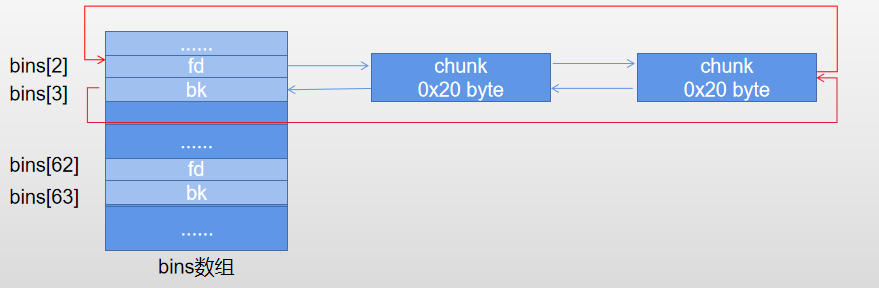 ......
bins[2]
fd
bins[3]
bk
chunk
0x20 byte
chunk
0x20 byte
......
bins[62]
fd
bins[63]
bk
......
bins数组